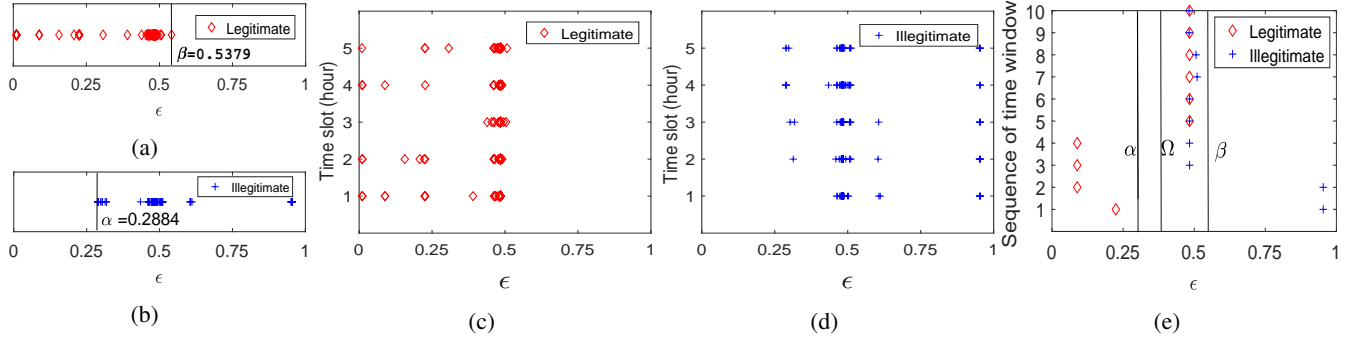 Legitimate
β=0.5379
0 0.25 0.5 0.75 1
ϵ
(a)
Illegitimate
α =0.2884
0 0.25 0.5 0.75 1
ϵ
(b)
Legitimate
Time slot (hour)
5
4
3
2
1
0 0.25 0.5 0.75 1
ϵ
(c)
Illegitimate
Time slot (hour)
5
4
3
2
1
0 0.25 0.5 0.75 1
ϵ
(d)
Legitimate
Illegitimate
Sequence of time window
10
9
8
7
6
5
4
3
2
1
α Ω β
0 0.25 0.5 0.75 1
ϵ
(e)